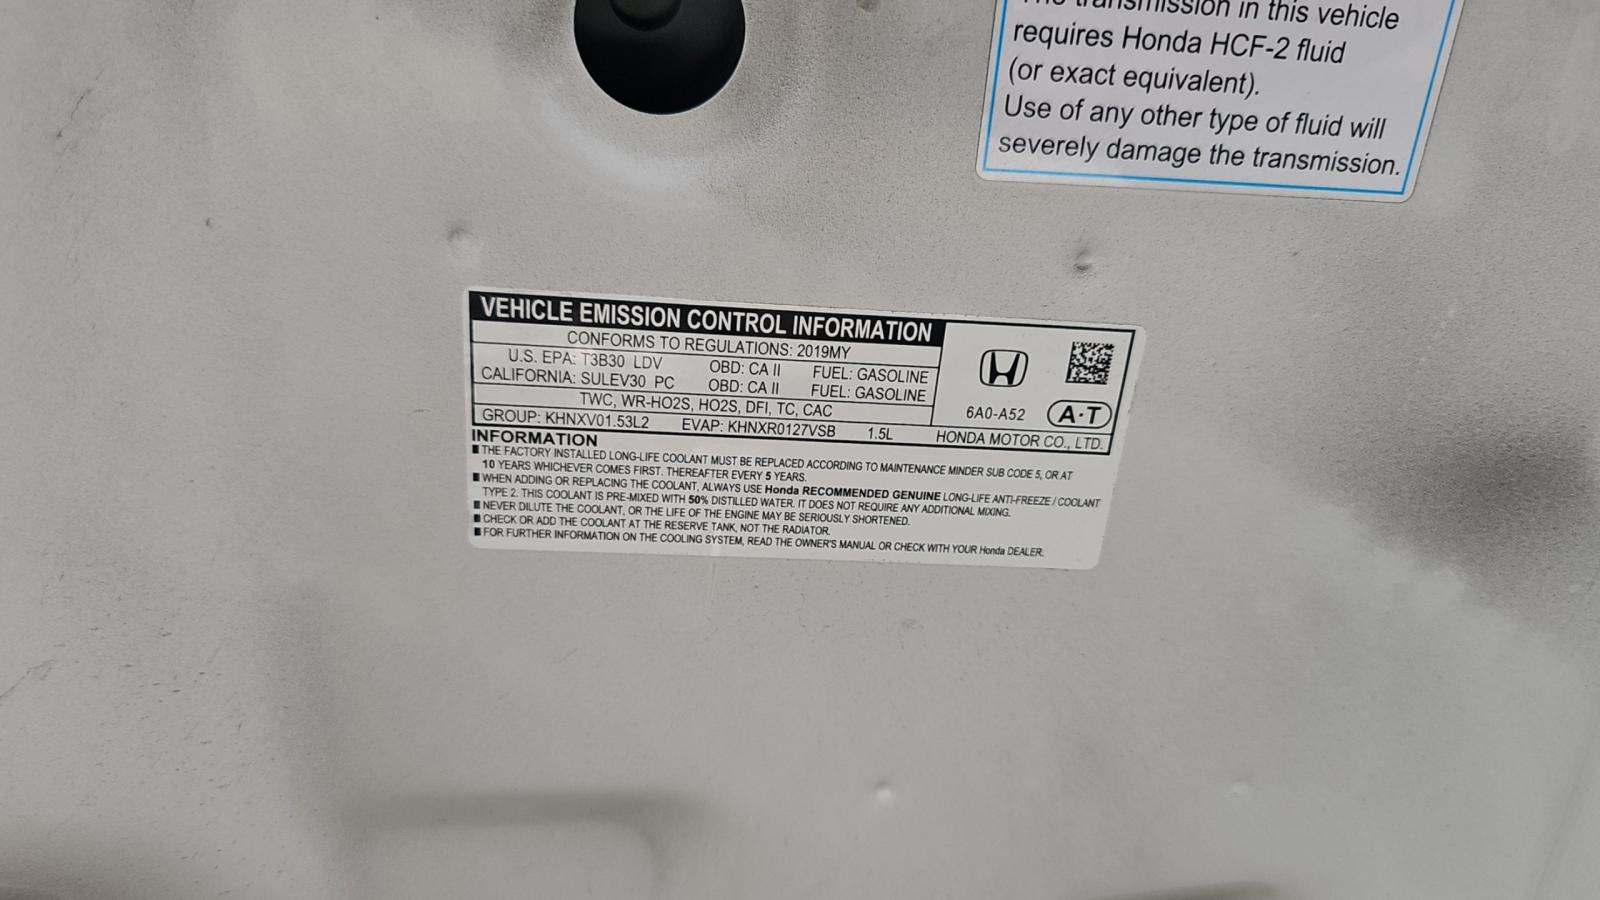 transmission in this vehicle
requires Honda HCF-2 fluid
(or exact equivalent).
Use of any other type of fluid will
severely damage the transmission.
VEHICLE EMISSION CONTROL INFORMATION
CONFORMS TO REGULATIONS: 2019MY
U.S. EPA: T3B30 LDV OBD: CA II FUEL: GASOLINE
CALIFORNIA: SULEV30 PC OBD: CA II FUEL: GASOLINE
TWC, WR-HO2S, HO2S, DFI, TC, CAC
GROUP: KHNXV01.53L2 EVAP: KHNXR0127VSB 1.5L
6A0-A52 A·T
HONDA MOTOR CO., LTD.
INFORMATION
■ THE FACTORY INSTALLED LONG-LIFE COOLANT MUST BE REPLACED ACCORDING TO MAINTENANCE MINDER SUB CODE 5, OR AT
10 YEARS WHICHEVER COMES FIRST. THEREAFTER EVERY 5 YEARS.
■ WHEN ADDING OR REPLACING THE COOLANT, ALWAYS USE Honda RECOMMENDED GENUINE LONG-LIFE ANTI-FREEZE / COOLANT
TYPE 2. THIS COOLANT IS PRE-MIXED WITH 50% DISTILLED WATER. IT DOES NOT REQUIRE ANY ADDITIONAL MIXING.
■ NEVER DILUTE THE COOLANT, OR THE LIFE OF THE ENGINE MAY BE SERIOUSLY SHORTENED.
■ CHECK OR ADD THE COOLANT AT THE RESERVE TANK, NOT THE RADIATOR.
■ FOR FURTHER INFORMATION ON THE COOLING SYSTEM, READ THE OWNER'S MANUAL OR CHECK WITH YOUR Honda DEALER.